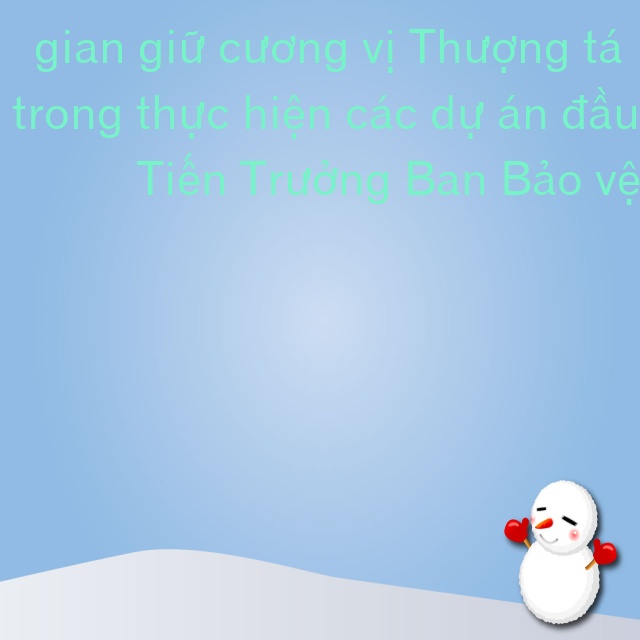 gian giữ cương vị Thượng tá
trong thực hiện các dự án đầu
Tiến Trưởng Ban Bảo vệ